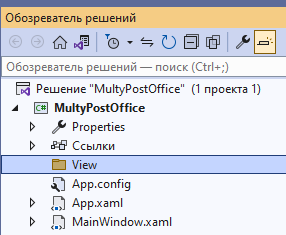 Обозреватель решений
Обозреватель решений — поиск (Ctrl+;)
Решение "MultyPostOffice" (1 проекта 1)
C# MultyPostOffice
Properties
Ссылки
View
App.config
App.xaml
MainWindow.xaml